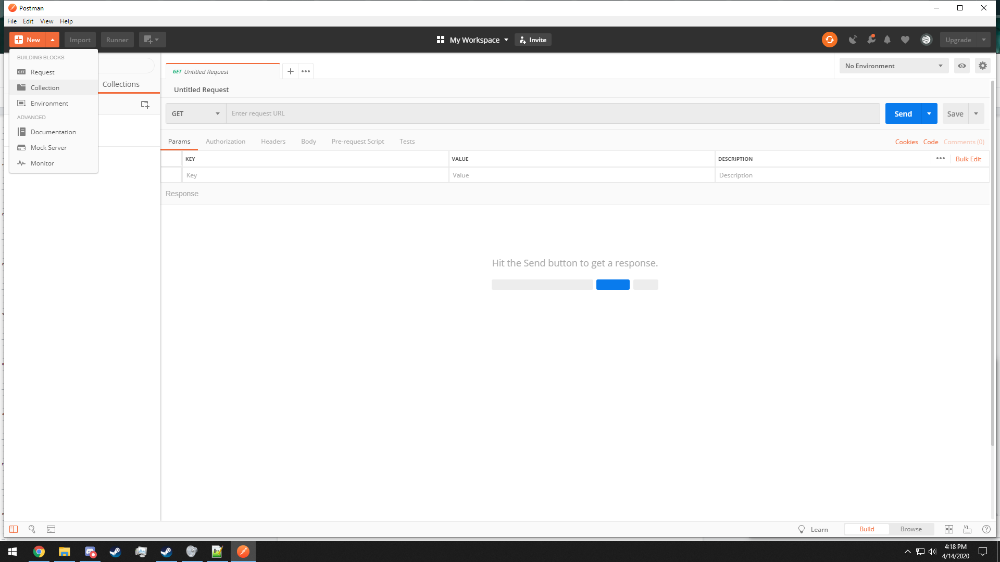 Postman
File Edit View Help
New Import Runner My Workspace Invite Upgrade
BUILDING BLOCKS
Request
Collection
Environment
ADVANCED
Documentation
Mock Server
Monitor
Collections
GET Untitled Request
No Environment
Untitled Request
GET Enter request URL Send Save
Params Authorization Headers Body Pre-request Script Tests Cookies Code Comments (0)
KEY VALUE DESCRIPTION Bulk Edit
Key Value Description
Response
Hit the Send button to get a response.
Learn Build Browse
4:18 PM
4/14/2020